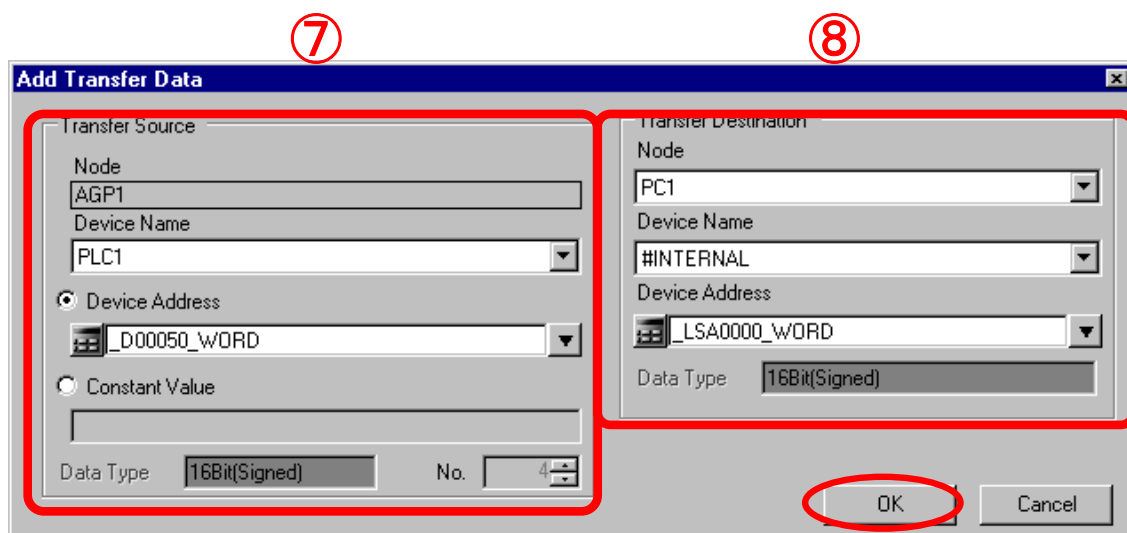 ⑦
⑧
Add Transfer Data
Transfer Source
Node
AGP1
Device Name
PLC1
Device Address
_D00050_WORD
Constant Value
Data Type 16Bit(Signed) No. 4
Transfer Destination
Node
PC1
Device Name
#INTERNAL
Device Address
_LSA0000_WORD
Data Type 16Bit(Signed)
OK Cancel